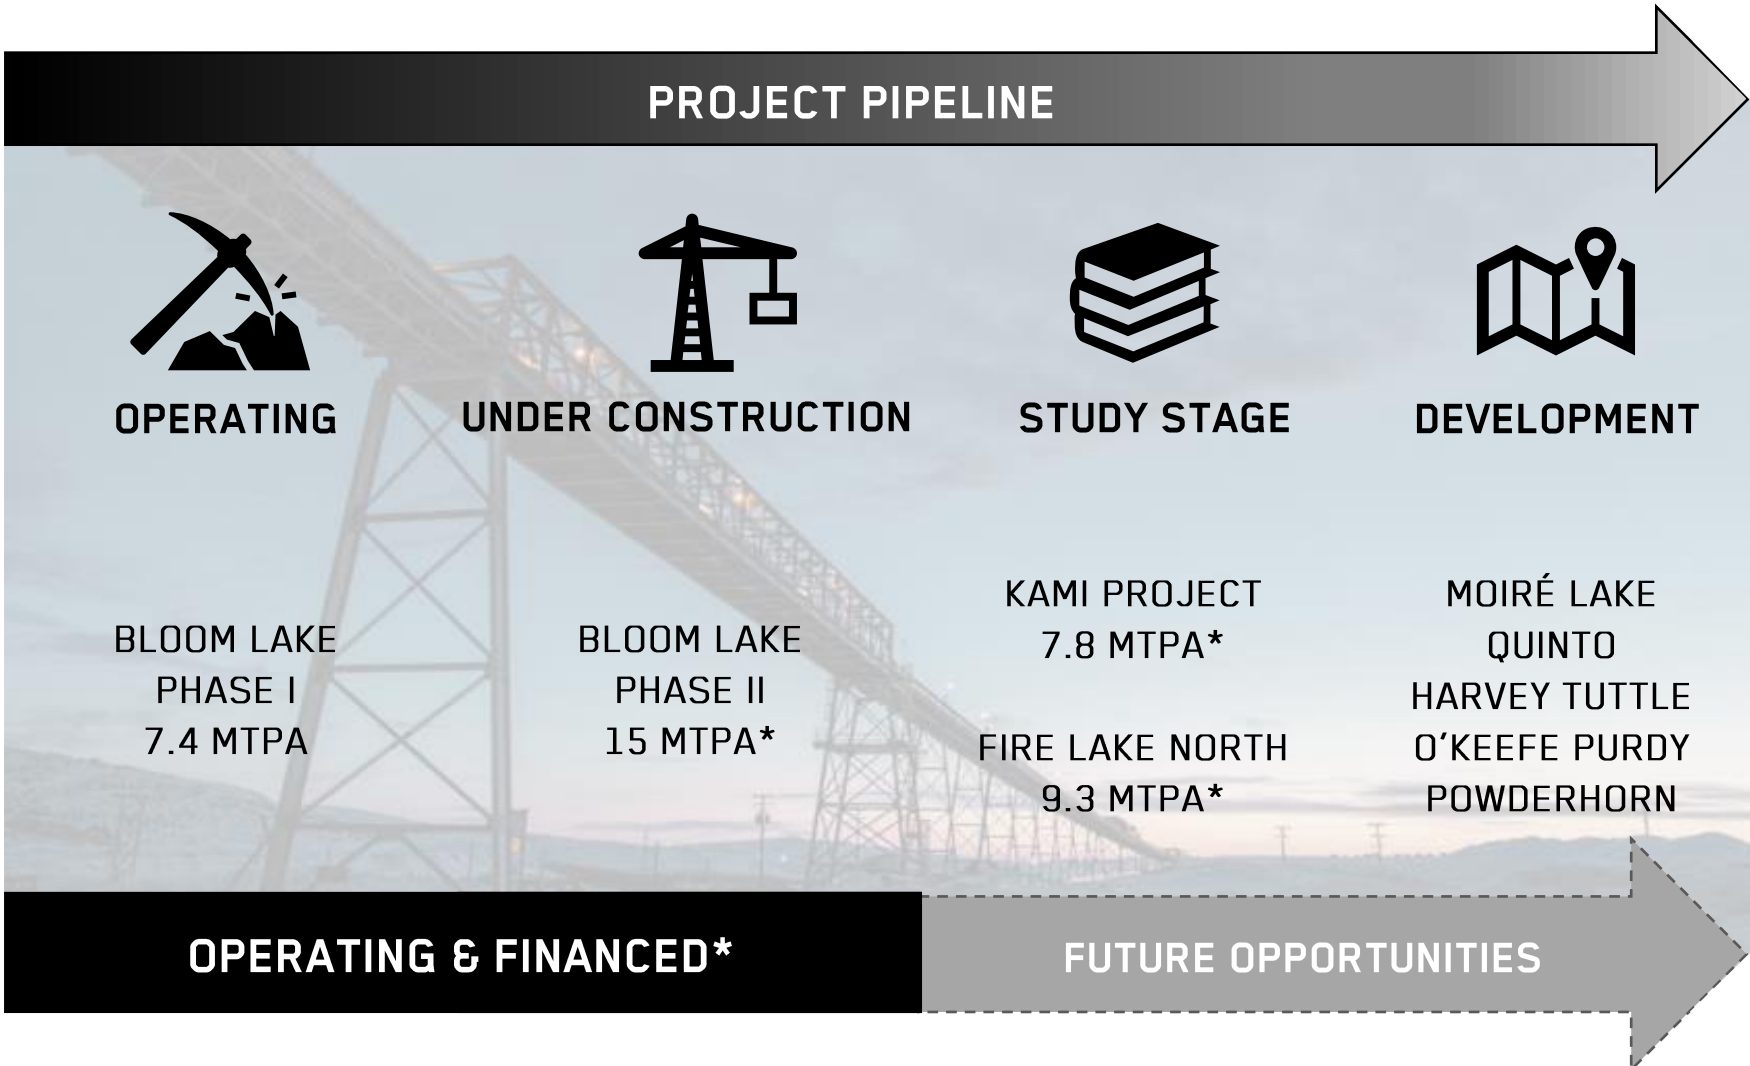 PROJECT PIPELINE
OPERATING
BLOOM LAKE
PHASE I
7.4 MTPA
UNDER CONSTRUCTION
BLOOM LAKE
PHASE II
15 MTPA*
STUDY STAGE
KAMI PROJECT
7.8 MTPA*
FIRE LAKE NORTH
9.3 MTPA*
DEVELOPMENT
MOIRÉ LAKE
QUINTO
HARVEY TUTTLE
O’KEEFE PURDY
POWDERHORN
OPERATING & FINANCED*
FUTURE OPPORTUNITIES